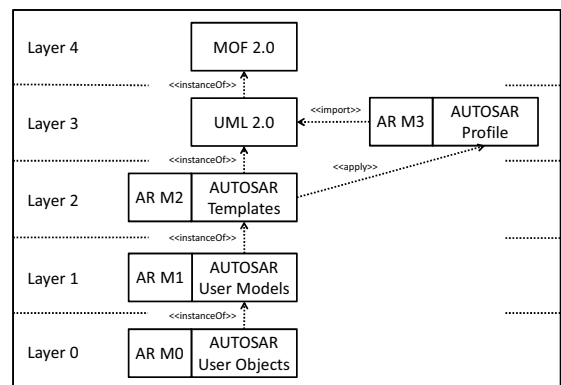 Layer 4
MOF 2.0
<<instanceOf>>
Layer 3
UML 2.0
<<import>>
AR M3
AUTOSAR
Profile
<<instanceOf>>
<<apply>>
Layer 2
AR M2
AUTOSAR
Templates
<<instanceOf>>
Layer 1
AR M1
AUTOSAR
User Models
<<instanceOf>>
Layer 0
AR M0
AUTOSAR
User Objects